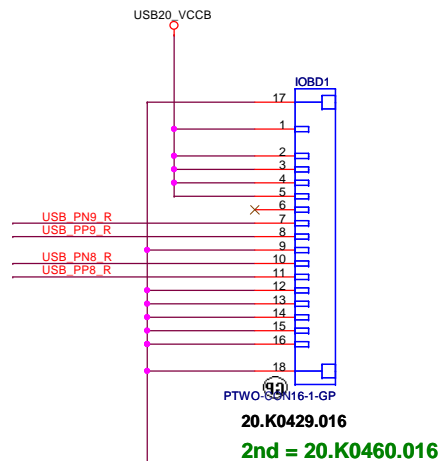 USB20_VCCB
IOBD1
17
1
2
3
4
5
6
USB_PN9_R
7
USB_PP9_R
8
9
USB_PN8_R
10
USB_PP8_R
11
12
13
14
15
16
18
GP
PTWO-CON16-1-GP
20.K0429.016
2nd = 20.K0460.016